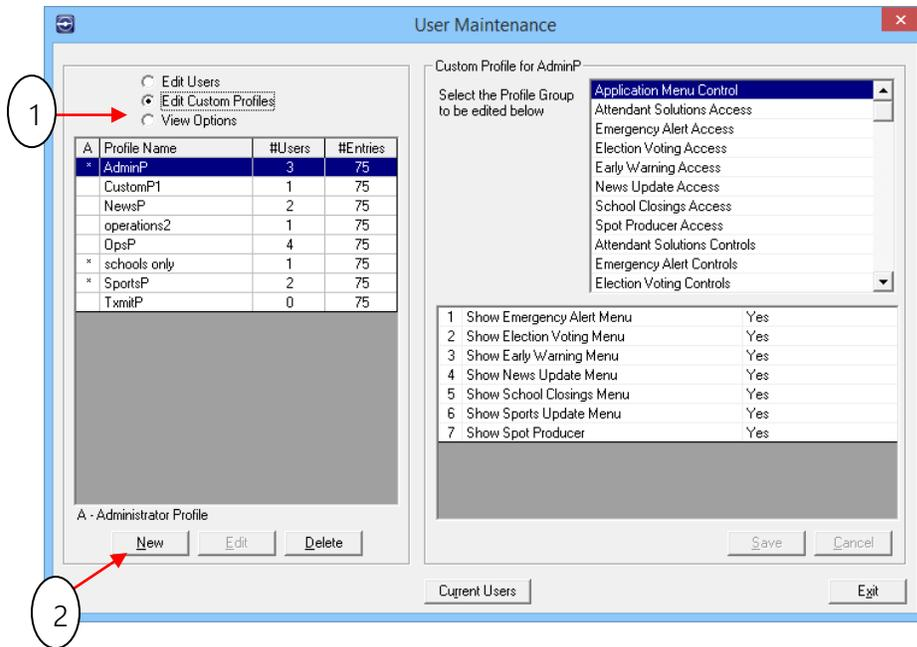 User Maintenance
Edit Users
Edit Custom Profiles
View Options
1
A Profile Name #Users #Entries
* AdminP 3 75
CustomP1 1 75
NewsP 2 75
operations2 1 75
OpsP 4 75
* schools only 1 75
* SportsP 2 75
TxmitP 0 75
A - Administrator Profile
New Edit Delete
2
Custom Profile for AdminP
Select the Profile Group
to be edited below
Application Menu Control
Attendant Solutions Access
Emergency Alert Access
Election Voting Access
Early Warning Access
News Update Access
School Closings Access
Spot Producer Access
Attendant Solutions Controls
Emergency Alert Controls
Election Voting Controls
1 Show Emergency Alert Menu Yes
2 Show Election Voting Menu Yes
3 Show Early Warning Menu Yes
4 Show News Update Menu Yes
5 Show School Closings Menu Yes
6 Show Sports Update Menu Yes
7 Show Spot Producer Yes
Save Cancel
Current Users Exit